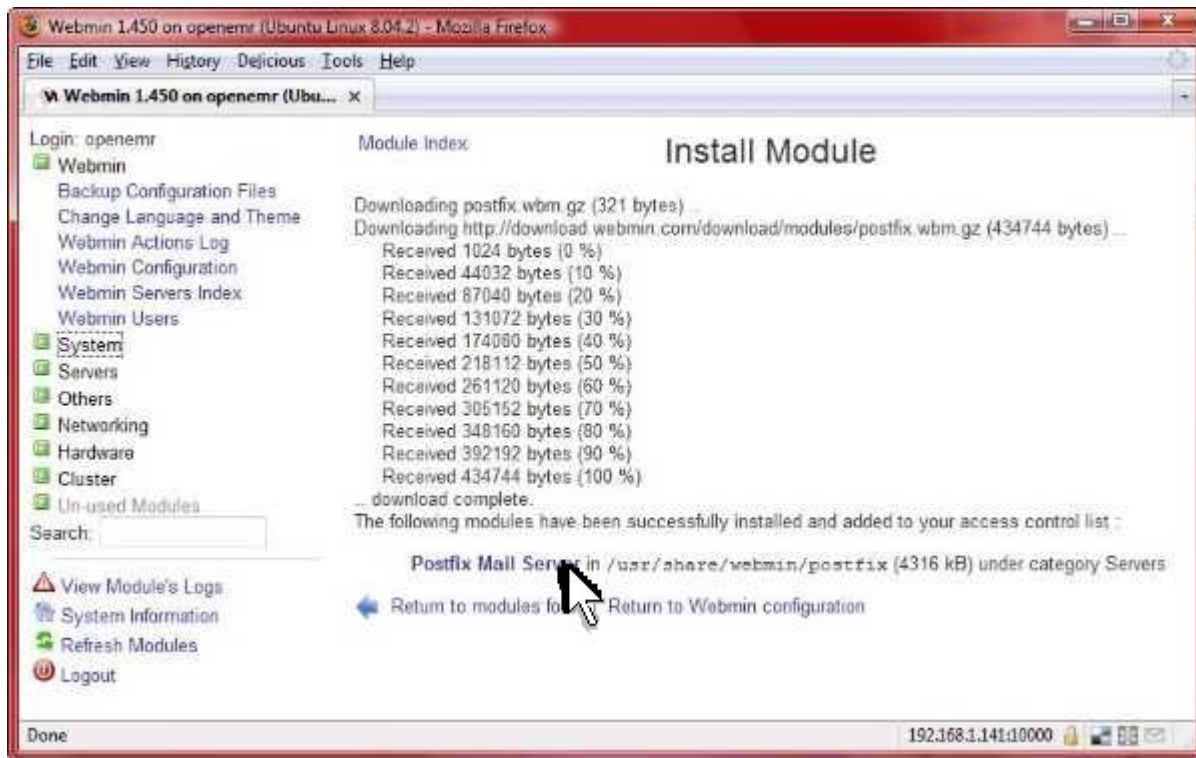 Webmin 1.450 on openemr (Ubuntu Linux 8.04.2) - Mozilla Firefox
File Edit View History Delicious Tools Help
Webmin 1.450 on openemr (Ubu...
Login: openemr
Webmin
Backup Configuration Files
Change Language and Theme
Webmin Actions Log
Webmin Configuration
Webmin Servers Index
Webmin Users
System
Servers
Others
Networking
Hardware
Cluster
Un-used Modules
Search:
View Module's Logs
System Information
Refresh Modules
Logout
Module Index
Install Module
Downloading postfix.wbm.gz (321 bytes) ..
Downloading http://download.webmin.com/download/modules/postfix.wbm.gz (434744 bytes) ...
Received 1024 bytes (0 %)
Received 44032 bytes (10 %)
Received 87040 bytes (20 %)
Received 131072 bytes (30 %)
Received 174080 bytes (40 %)
Received 218112 bytes (50 %)
Received 261120 bytes (60 %)
Received 305152 bytes (70 %)
Received 348160 bytes (80 %)
Received 392192 bytes (90 %)
Received 434744 bytes (100 %)
... download complete.
The following modules have been successfully installed and added to your access control list :
Postfix Mail Server in /usr/share/webmin/postfix (4316 kB) under category Servers
Return to modules Return to Webmin configuration
Done
192.168.1.141:10000